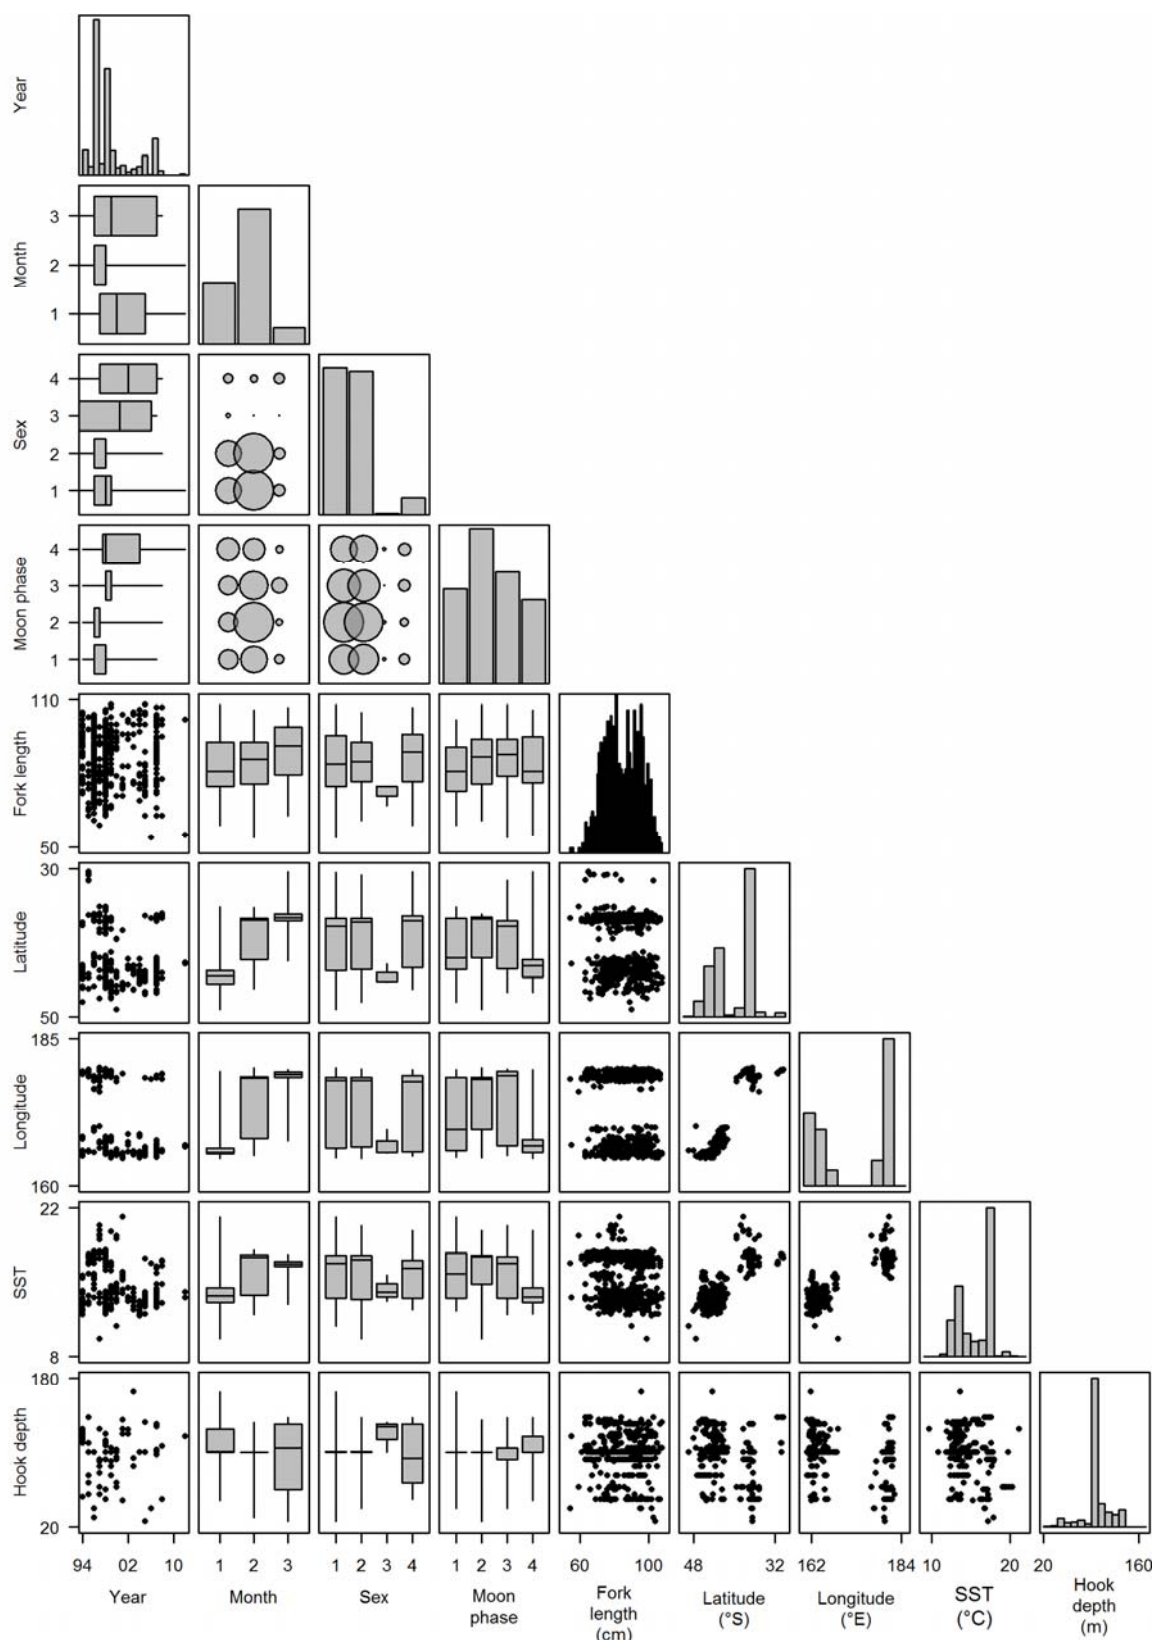 Year
3
Month
2
1
4
Sex
3
2
1
4
Moon phase
3
2
1
110
Fork length
50
30
Latitude
50
185
Longitude
160
22
SST
8
180
Hook depth
20
94 02 10 1 2 3 1 2 3 4 1 2 3 4 60 100 48 32 162 184 10 20 20 160
Year Month Sex Moon phase Fork length (cm) Latitude (°S) Longitude (°E) SST (°C) Hook depth (m)